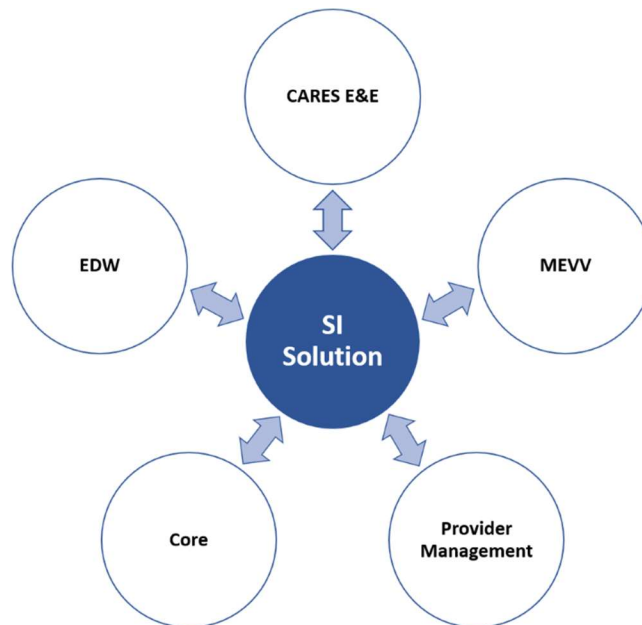 CARES E&E
EDW
MEVV
SI
Solution
Core
Provider
Management